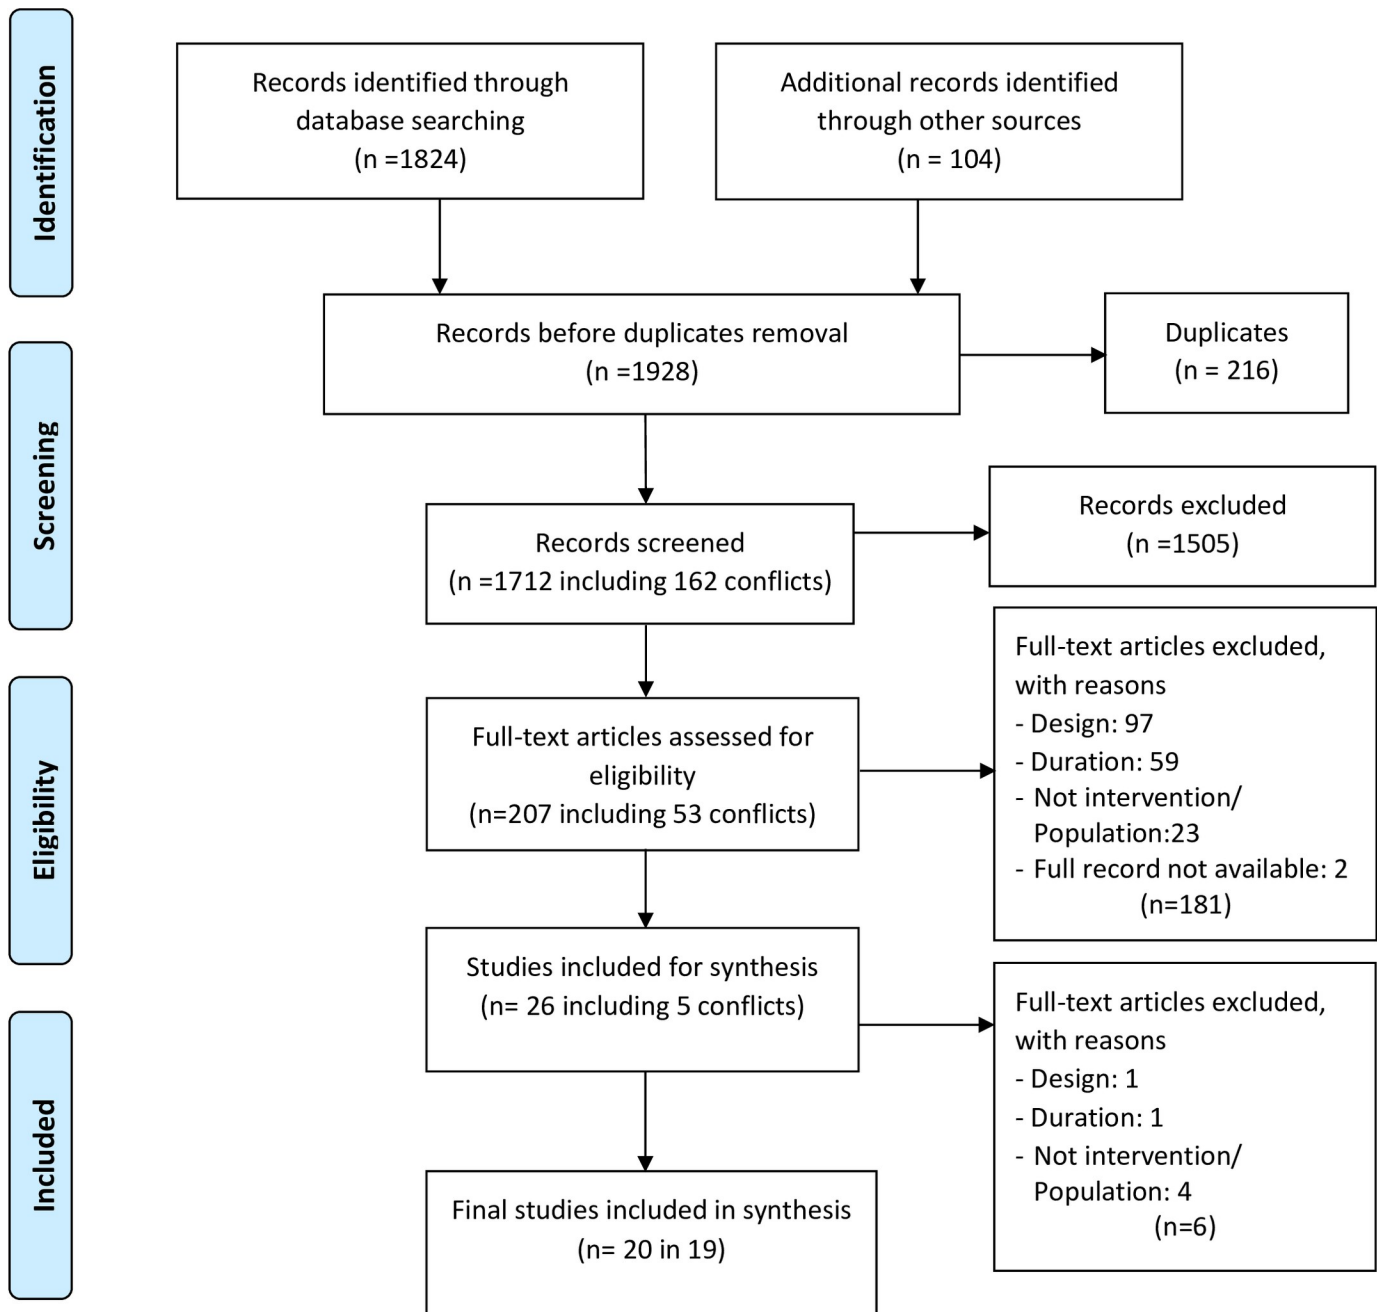 Identification
Records identified through
database searching
(n =1824)
Additional records identified
through other sources
(n = 104)
Records before duplicates removal
(n =1928)
Duplicates
(n = 216)
Screening
Records screened
(n =1712 including 162 conflicts)
Records excluded
(n =1505)
Eligibility
Full-text articles assessed for
eligibility
(n=207 including 53 conflicts)
Full-text articles excluded,
with reasons
- Design: 97
- Duration: 59
- Not intervention/
Population:23
- Full record not available: 2
(n=181)
Studies included for synthesis
(n= 26 including 5 conflicts)
Full-text articles excluded,
with reasons
- Design: 1
- Duration: 1
- Not intervention/
Population: 4
(n=6)
Included
Final studies included in synthesis
(n= 20 in 19)